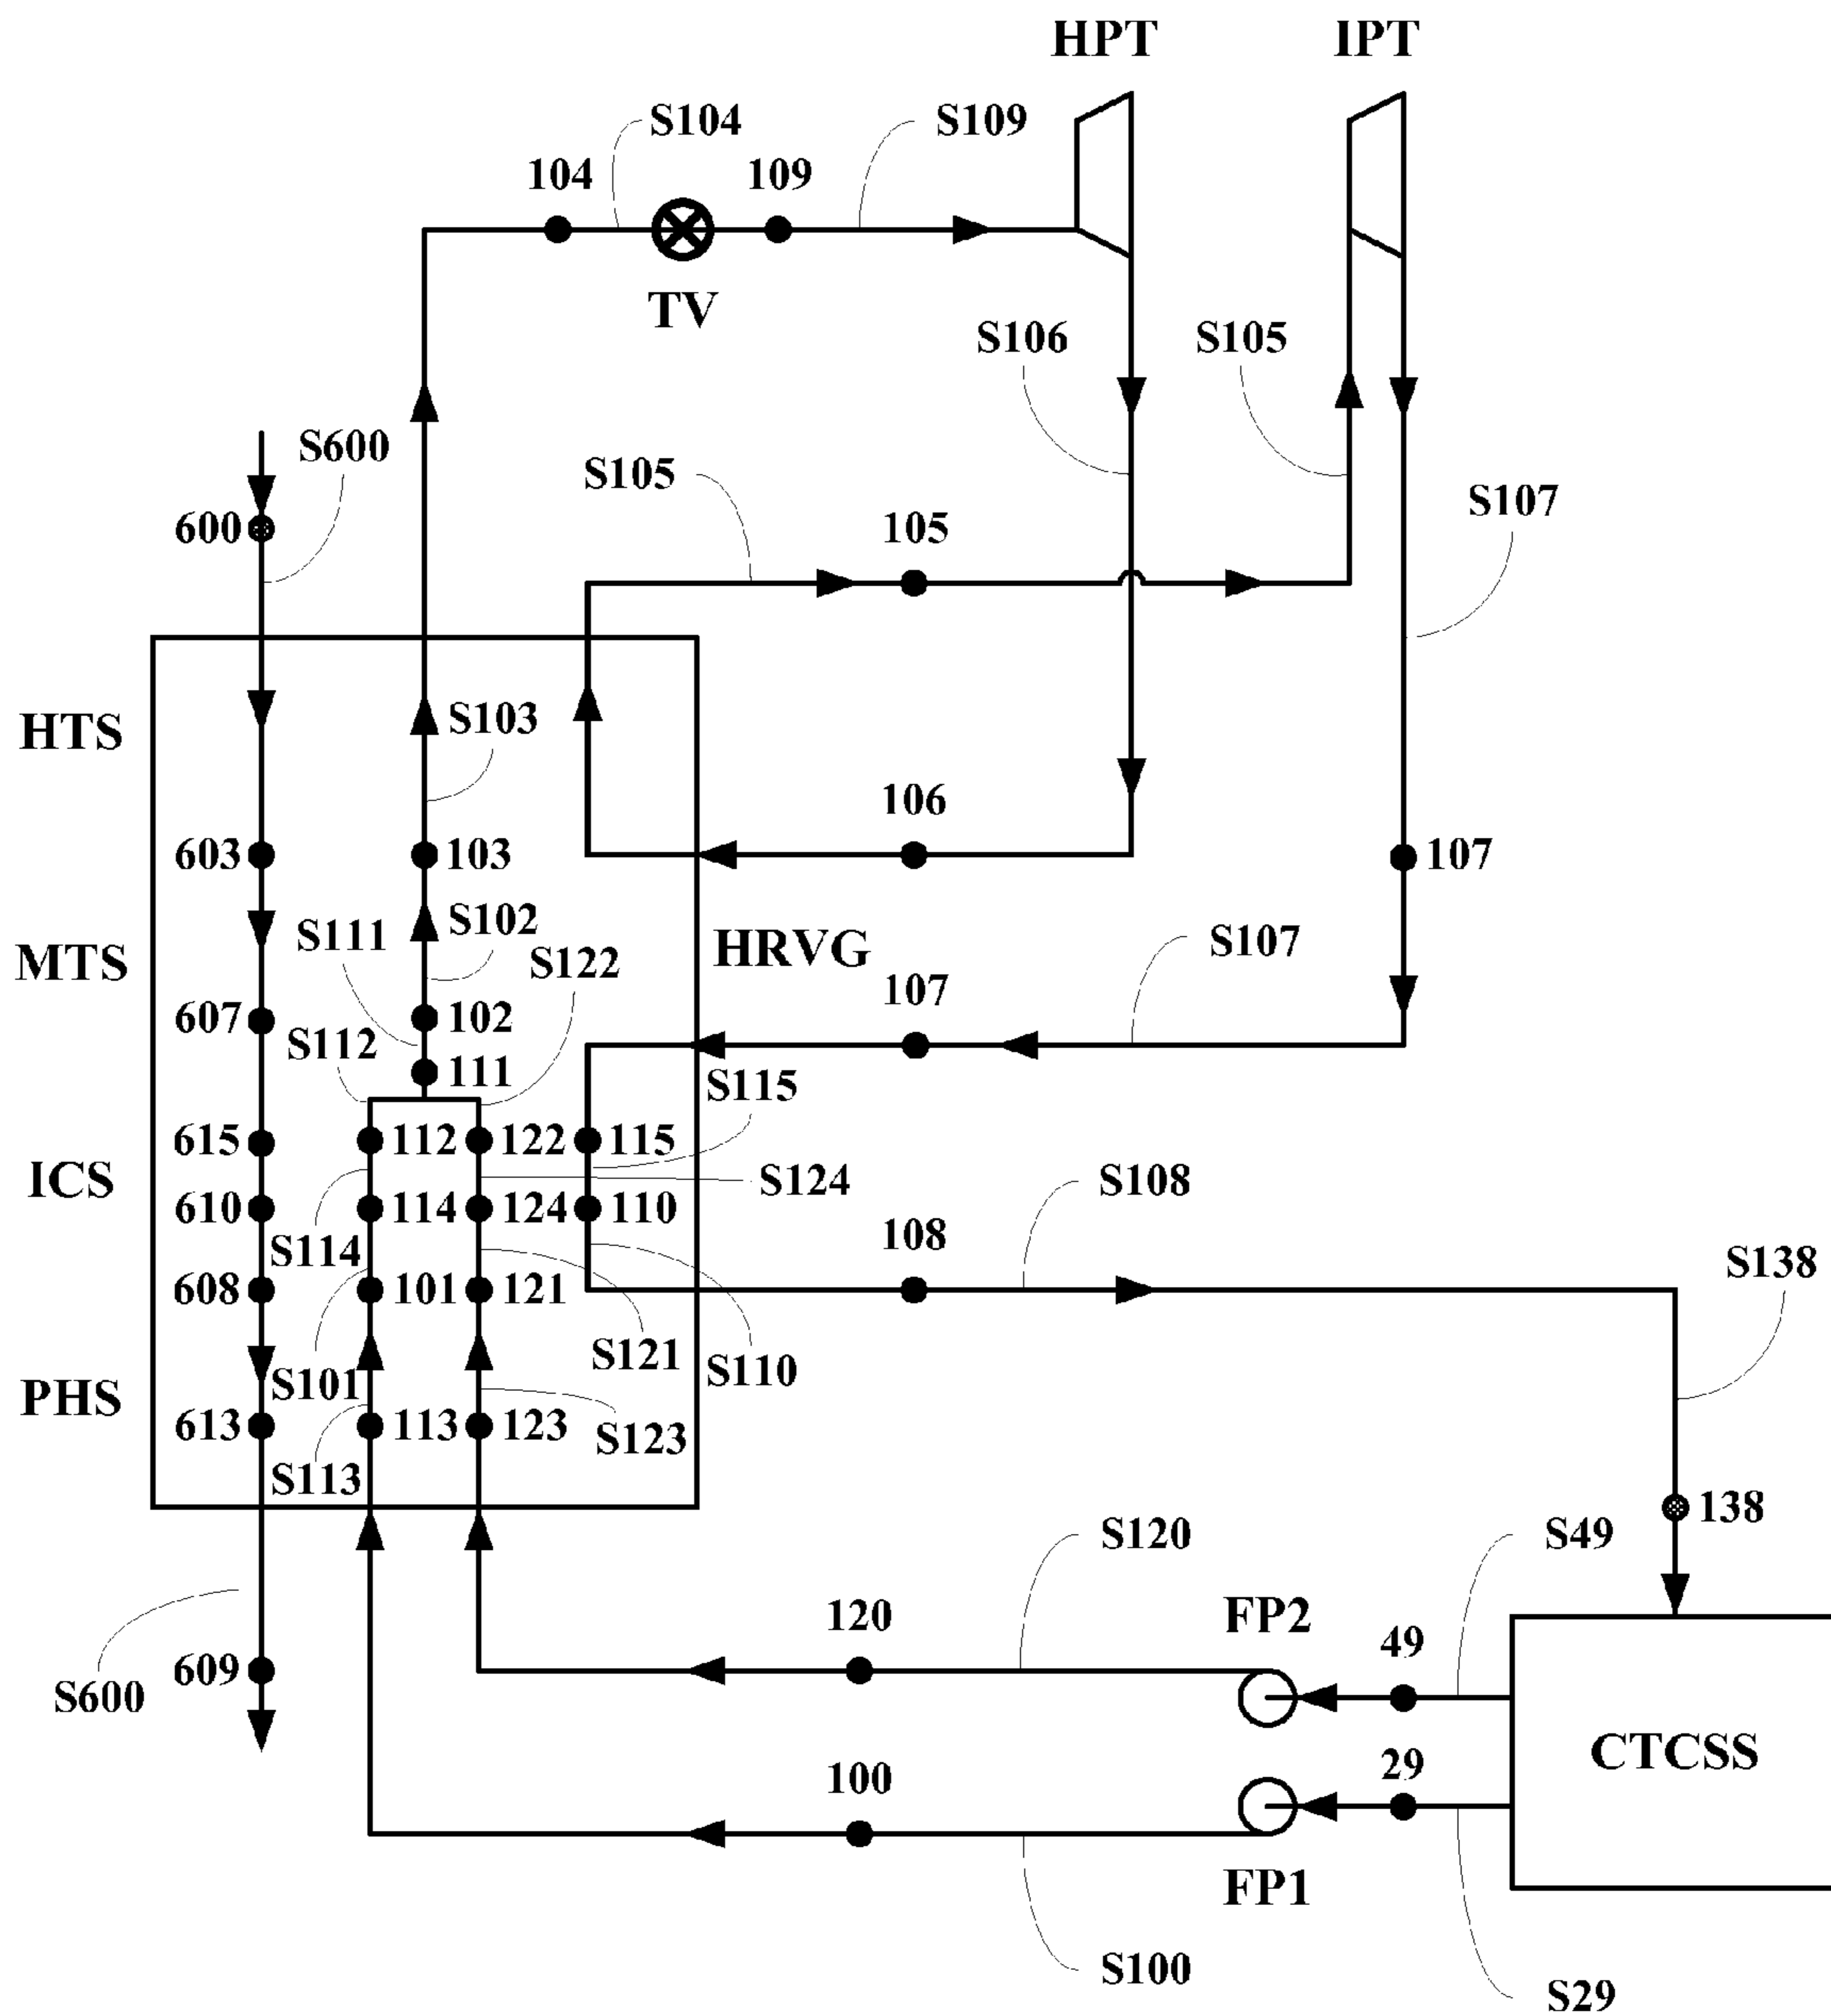 HPT IPT
S104 S109
104 109
TV
S106 S105
S600
S105 S107
600 105
HTS S103
603 103 106 107
S111 S102
MTS S122 HRVG S107
607 102 107
S112
111 S115
615 112 122 115
ICS S124 S108
610 114 124 110
S114 108 S138
608 101 121
S101 S121 S110
PHS
613 113 123 S123
S113
138
S120 S49
120 FP2 49
609
S600
CTCSS
100 29
FP1
S100 S29